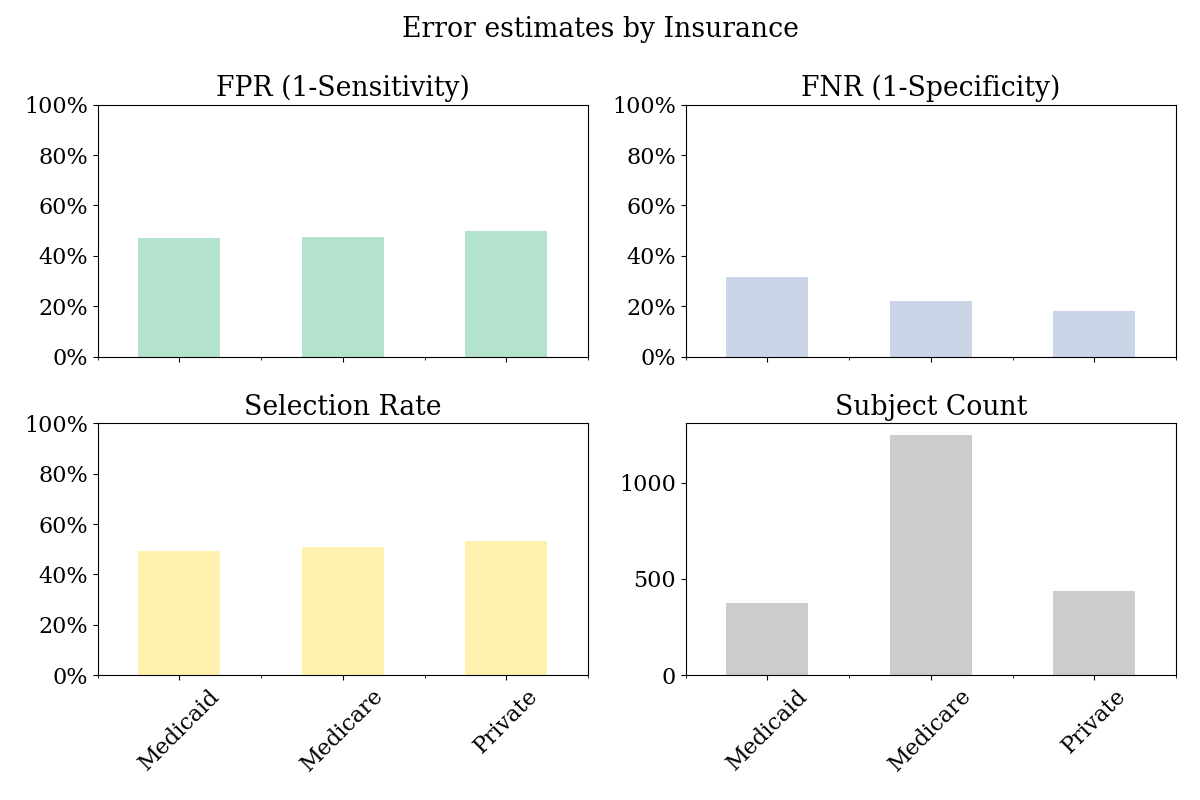 Error estimates by Insurance
FPR (1-Sensitivity)
100%
80%
60%
40%
20%
0%
FNR (1-Specificity)
100%
80%
60%
40%
20%
0%
Selection Rate
100%
80%
60%
40%
20%
0%
Medicaid
Medicare
Private
Subject Count
1000
500
0
Medicaid
Medicare
Private